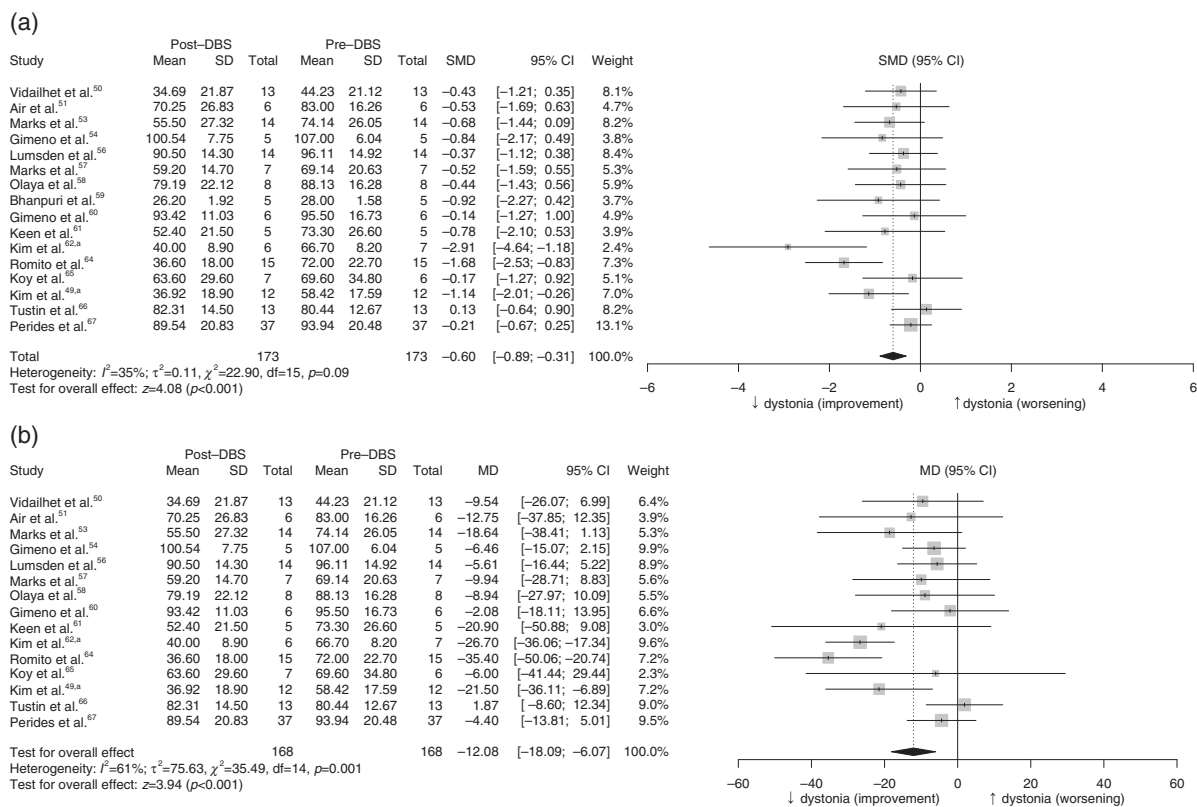 (a)
Post–DBS Pre–DBS
Study Mean SD Total Mean SD Total SMD 95% CI Weight SMD (95% CI)
Vidailhet et al.50 34.69 21.87 13 44.23 21.12 13 −0.43 [−1.21; 0.35] 8.1%
Air et al.51 70.25 26.83 6 83.00 16.26 6 −0.53 [−1.69; 0.63] 4.7%
Marks et al.53 55.50 27.32 14 74.14 26.05 14 −0.68 [−1.44; 0.09] 8.2%
Gimeno et al.54 100.54 7.75 5 107.00 6.04 5 −0.84 [−2.17; 0.49] 3.8%
Lumsden et al.56 90.50 14.30 14 96.11 14.92 14 −0.37 [−1.12; 0.38] 8.4%
Marks et al.57 59.20 14.70 7 69.14 20.63 7 −0.52 [−1.59; 0.55] 5.3%
Olaya et al.58 79.19 22.12 8 88.13 16.28 8 −0.44 [−1.43; 0.56] 5.9%
Bhanpuri et al.59 26.20 1.92 5 28.00 1.58 5 −0.92 [−2.27; 0.42] 3.7%
Gimeno et al.60 93.42 11.03 6 95.50 16.73 6 −0.14 [−1.27; 1.00] 4.9%
Keen et al.61 52.40 21.50 5 73.30 26.60 5 −0.78 [−2.10; 0.53] 3.9%
Kim et al.62,a 40.00 8.90 6 66.70 8.20 7 −2.91 [−4.64; −1.18] 2.4%
Romito et al.64 36.60 18.00 15 72.00 22.70 15 −1.68 [−2.53; −0.83] 7.3%
Koy et al.65 63.60 29.60 7 69.60 34.80 6 −0.17 [−1.27; 0.92] 5.1%
Kim et al.49,a 36.92 18.90 12 58.42 17.59 12 −1.14 [−2.01; −0.26] 7.0%
Tustin et al.66 82.31 14.50 13 80.44 12.67 13 0.13 [−0.64; 0.90] 8.2%
Perides et al.67 89.54 20.83 37 93.94 20.48 37 −0.21 [−0.67; 0.25] 13.1%
Total 173 173 −0.60 [−0.89; −0.31] 100.0%
Heterogeneity: I²=35%; τ²=0.11, χ²=22.90, df=15, p=0.09
Test for overall effect: z=4.08 (p<0.001)
−6 −4 −2 0 2 4 6
↓ dystonia (improvement) ↑ dystonia (worsening)
(b)
Post–DBS Pre–DBS
Study Mean SD Total Mean SD Total MD 95% CI Weight MD (95% CI)
Vidailhet et al.50 34.69 21.87 13 44.23 21.12 13 −9.54 [−26.07; 6.99] 6.4%
Air et al.51 70.25 26.83 6 83.00 16.26 6 −12.75 [−37.85; 12.35] 3.9%
Marks et al.53 55.50 27.32 14 74.14 26.05 14 −18.64 [−38.41; 1.13] 5.3%
Gimeno et al.54 100.54 7.75 5 107.00 6.04 5 −6.46 [−15.07; 2.15] 9.9%
Lumsden et al.56 90.50 14.30 14 96.11 14.92 14 −5.61 [−16.44; 5.22] 8.9%
Marks et al.57 59.20 14.70 7 69.14 20.63 7 −9.94 [−28.71; 8.83] 5.6%
Olaya et al.58 79.19 22.12 8 88.13 16.28 8 −8.94 [−27.97; 10.09] 5.5%
Gimeno et al.60 93.42 11.03 6 95.50 16.73 6 −2.08 [−18.11; 13.95] 6.6%
Keen et al.61 52.40 21.50 5 73.30 26.60 5 −20.90 [−50.88; 9.08] 3.0%
Kim et al.62,a 40.00 8.90 6 66.70 8.20 7 −26.70 [−36.06; −17.34] 9.6%
Romito et al.64 36.60 18.00 15 72.00 22.70 15 −35.40 [−50.06; −20.74] 7.2%
Koy et al.65 63.60 29.60 7 69.60 34.80 6 −6.00 [−41.44; 29.44] 2.3%
Kim et al.49,a 36.92 18.90 12 58.42 17.59 12 −21.50 [−36.11; −6.89] 7.2%
Tustin et al.66 82.31 14.50 13 80.44 12.67 13 1.87 [−8.60; 12.34] 9.0%
Perides et al.67 89.54 20.83 37 93.94 20.48 37 −4.40 [−13.81; 5.01] 9.5%
Test for overall effect 168 168 −12.08 [−18.09; −6.07] 100.0%
Heterogeneity: I²=61%; τ²=75.63, χ²=35.49, df=14, p=0.001
Test for overall effect: z=3.94 (p<0.001)
−60 −40 −20 0 20 40 60
↓ dystonia (improvement) ↑ dystonia (worsening)